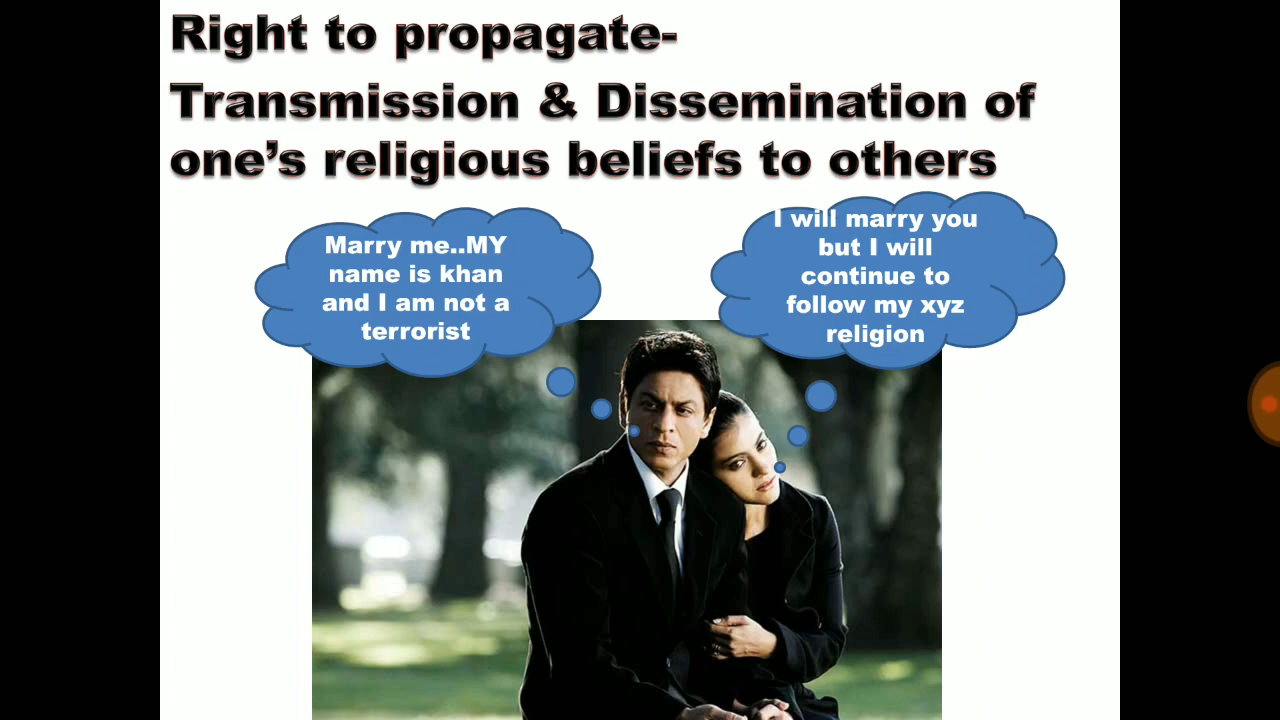 Right to propagate-
Transmission & Dissemination of
one’s religious beliefs to others
Marry me..MY
name is khan
and I am not a
terrorist
I will marry you
but I will
continue to
follow my xyz
religion